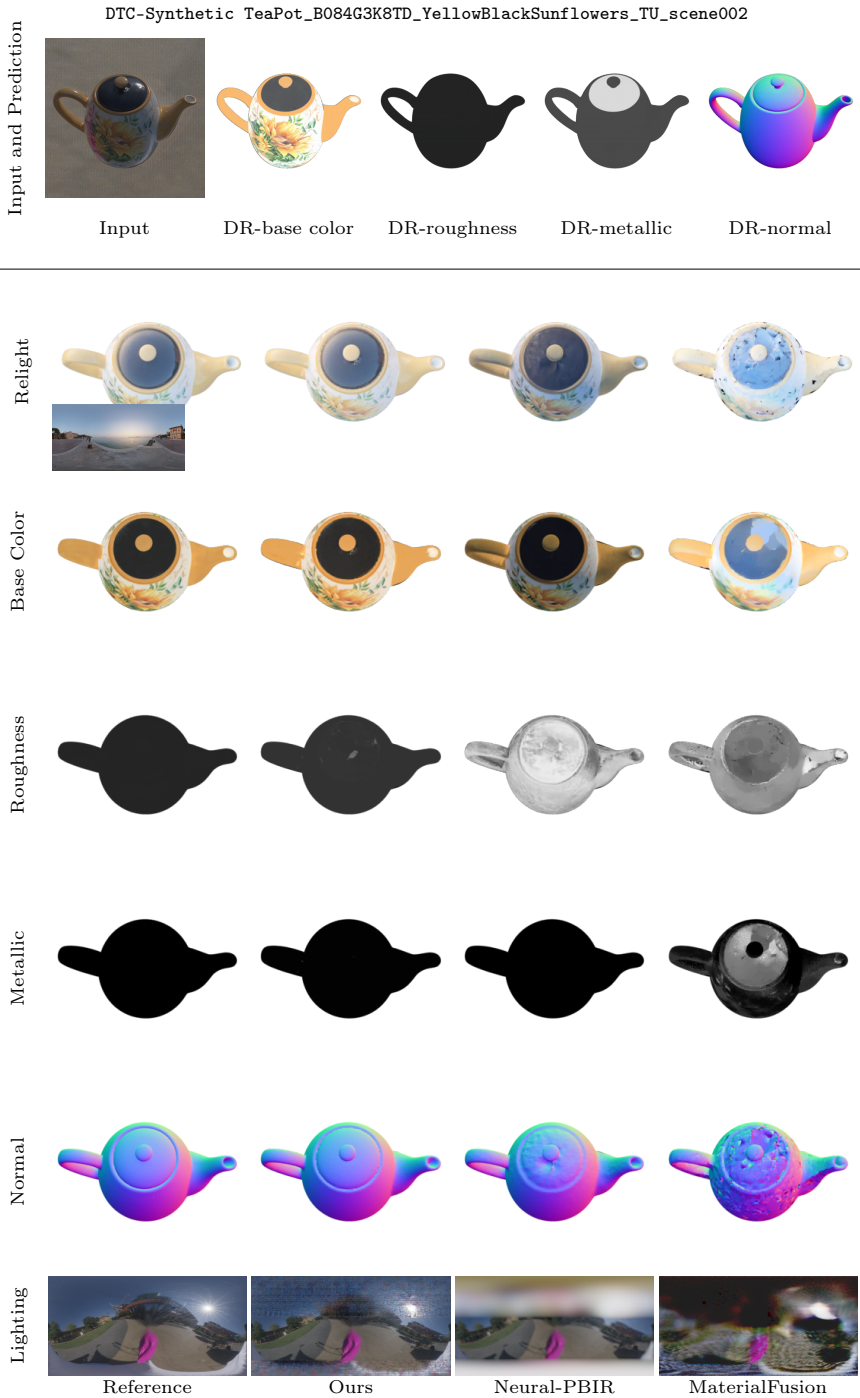 DTC-Synthetic TeaPot_B084G3K8TD_YellowBlackSunflowers_TU_scene002
Input and Prediction
Input
DR-base color
DR-roughness
DR-metallic
DR-normal
Relight
Base Color
Roughness
Metallic
Normal
Lighting
Reference
Ours
Neural-PBIR
MaterialFusion